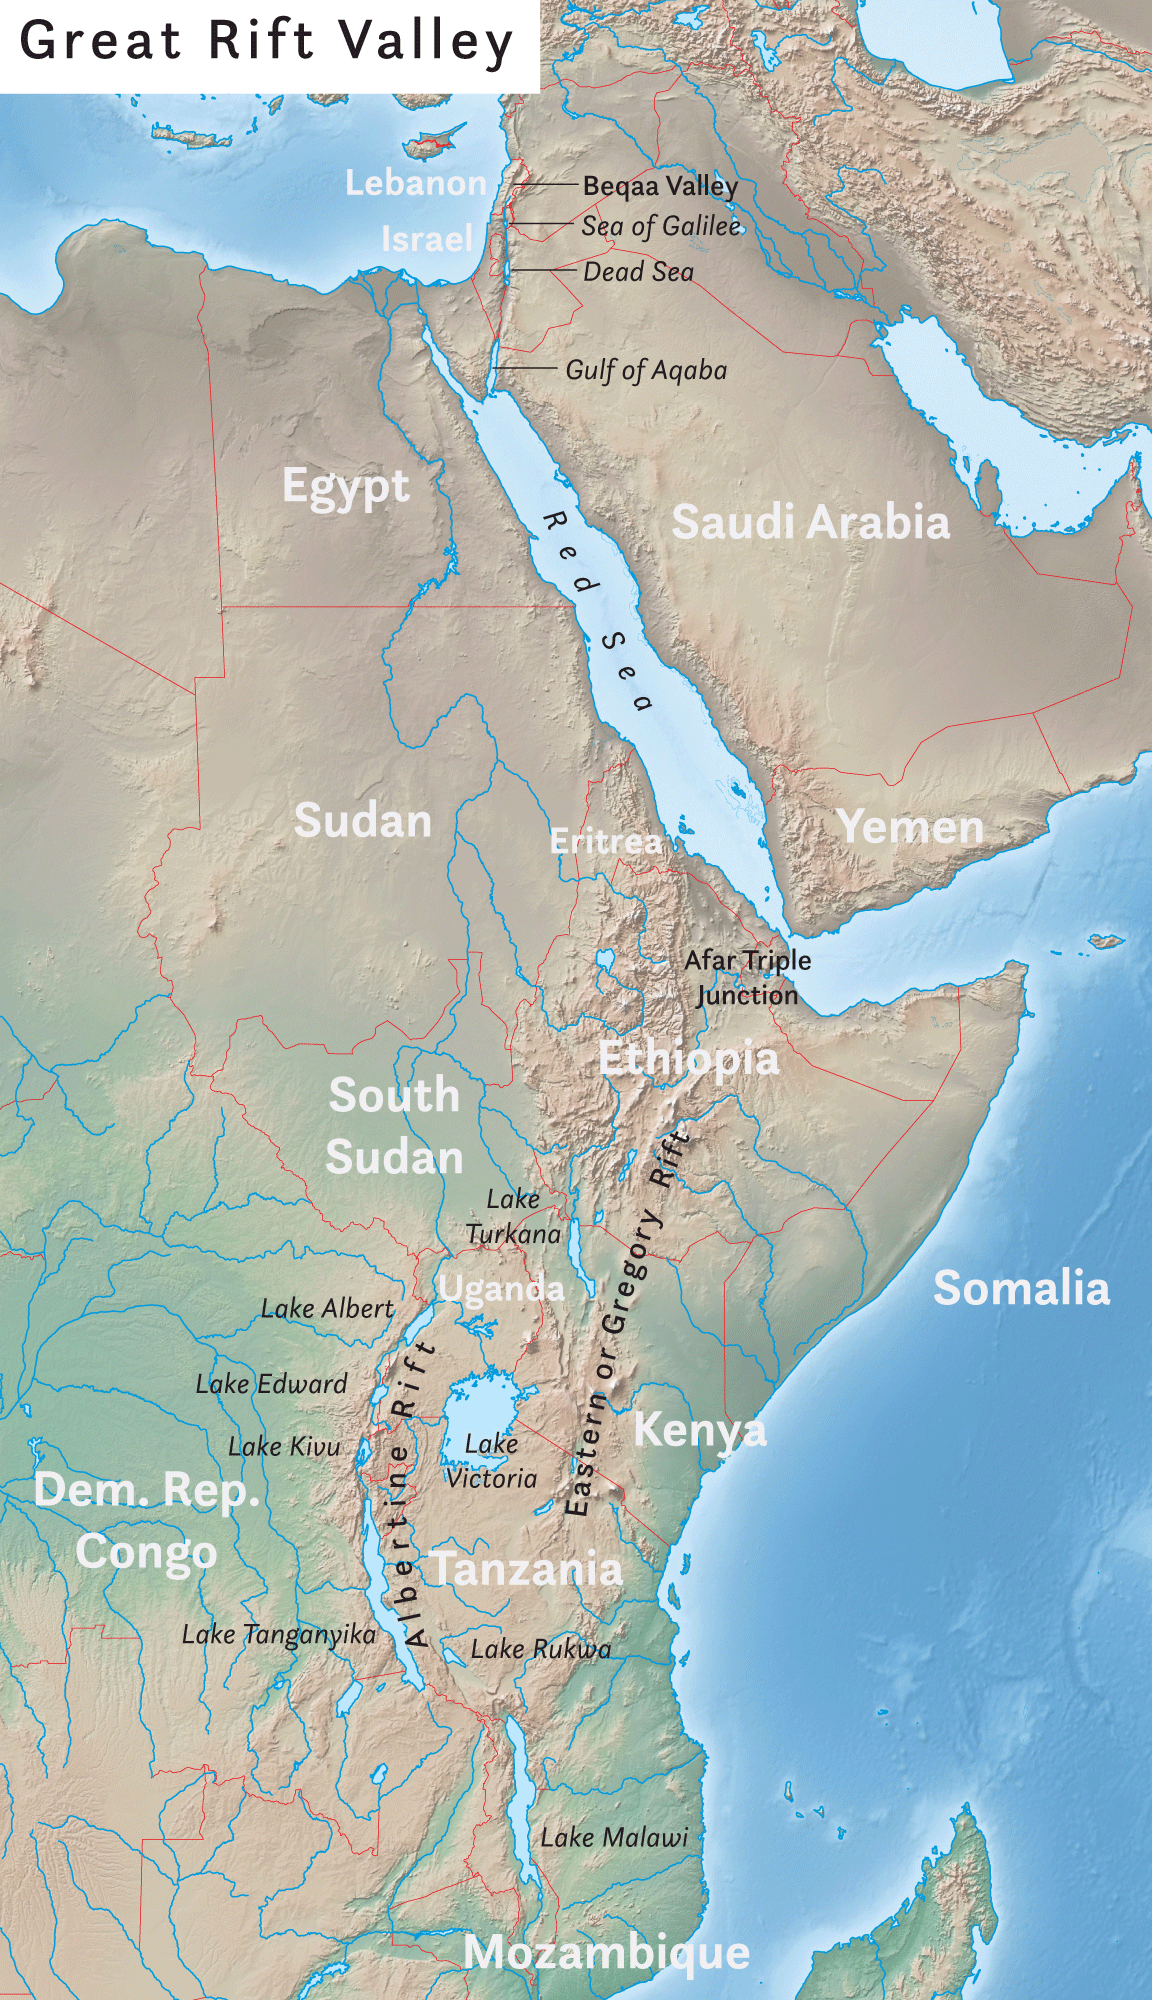 Great Rift Valley
Lebanon
Beqaa Valley
Sea of Galilee
Israel
Dead Sea
Gulf of Aqaba
Egypt
Saudi Arabia
Red Sea
Sudan
Yemen
Eritrea
Afar Triple
Junction
Ethiopia
South
Sudan
Lake
Turkana
Eastern or Gregory Rift
Uganda
Somalia
Lake Albert
Albertine Rift
Lake Edward
Kenya
Lake Kivu
Lake
Victoria
Dem. Rep.
Congo
Tanzania
Lake Tanganyika
Lake Rukwa
Lake Malawi
Mozambique